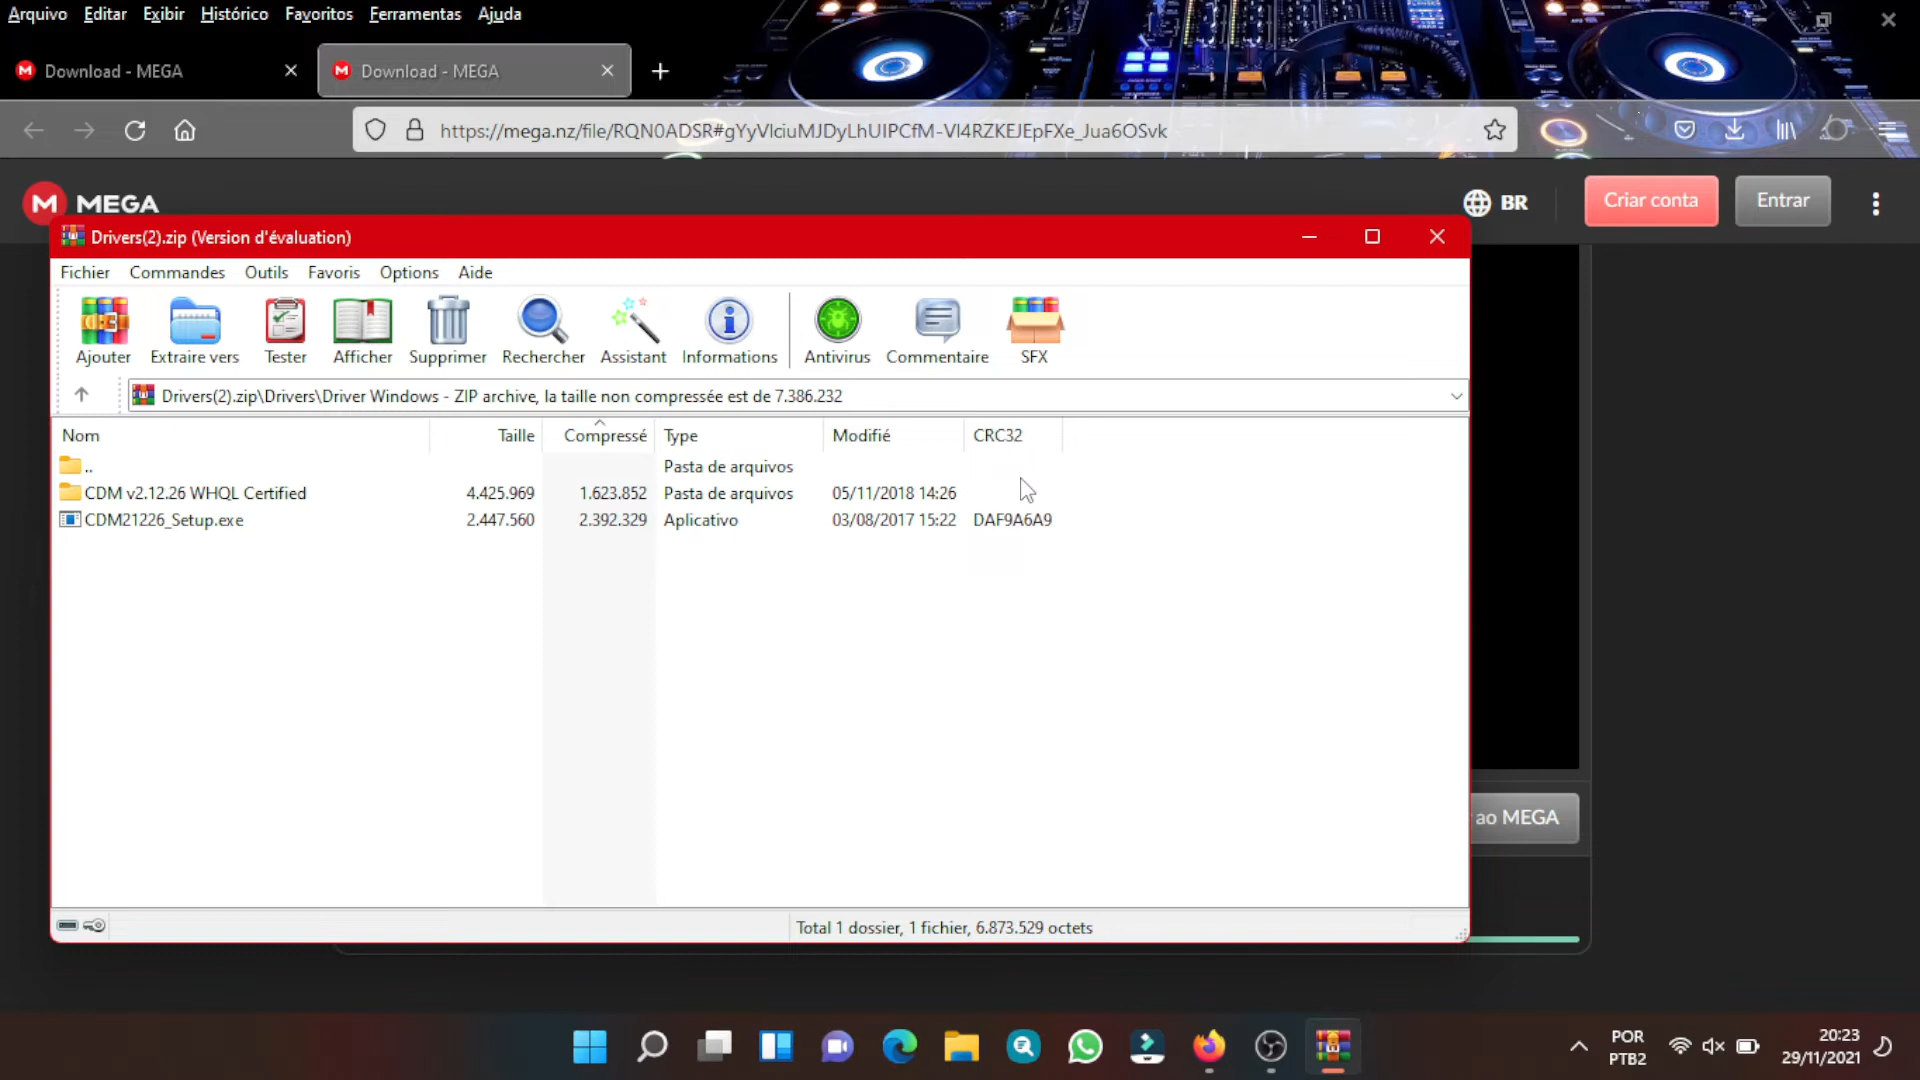 Arquivo Editar Exibir Histórico Favoritos Ferramentas Ajuda
Download - MEGA
Download - MEGA
https://mega.nz/file/RQN0ADSR#gYyVlciuMJDyLhUIPCfM-Vl4RZKEJEpFXe_Jua6OSvk
M MEGA
BR
Criar conta
Entrar
Drivers(2).zip (Version d'évaluation)
Fichier Commandes Outils Favoris Options Aide
Ajouter Extraire vers Tester Afficher Supprimer Rechercher Assistant Informations Antivirus Commentaire SFX
Drivers(2).zip\Drivers\Driver Windows - ZIP archive, la taille non compressée est de 7.386.232
Nom Taille Compressé Type Modifié CRC32
.. Pasta de arquivos
CDM v2.12.26 WHQL Certified 4.425.969 1.623.852 Pasta de arquivos 05/11/2018 14:26
CDM21226_Setup.exe 2.447.560 2.392.329 Aplicativo 03/08/2017 15:22 DAF9A6A9
ao MEGA
Total 1 dossier, 1 fichier, 6.873.529 octets
POR
PTB2
20:23
29/11/2021